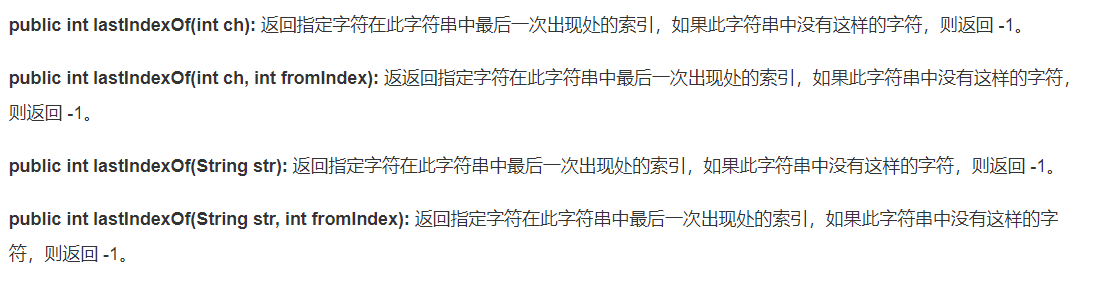 public int lastIndexOf(int ch): 返回指定字符在此字符串中最后一次出现处的索引，如果此字符串中没有这样的字符，则返回 -1。
public int lastIndexOf(int ch, int fromIndex): 返返回指定字符在此字符串中最后一次出现处的索引，如果此字符串中没有这样的字符，
则返回 -1。
public int lastIndexOf(String str): 返回指定字符在此字符串中最后一次出现处的索引，如果此字符串中没有这样的字符，则返回 -1。
public int lastIndexOf(String str, int fromIndex): 返回指定字符在此字符串中最后一次出现处的索引，如果此字符串中没有这样的字
符，则返回 -1。